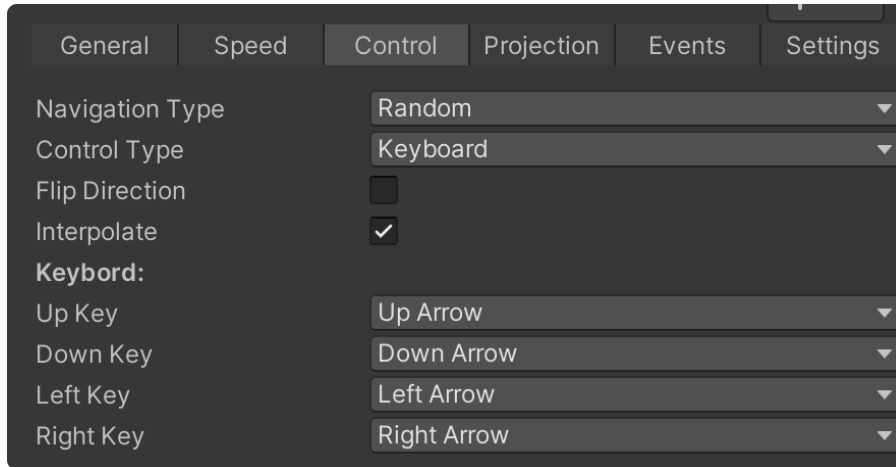 General Speed Control Projection Events Settings
Navigation Type Random
Control Type Keyboard
Flip Direction
Interpolate
Keybord:
Up Key Up Arrow
Down Key Down Arrow
Left Key Left Arrow
Right Key Right Arrow